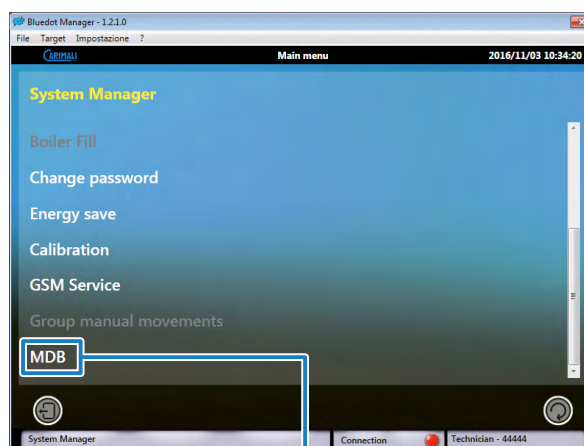 Bluedot Manager - 1.2.1.0
File Target Impostazione ?
CARIMALI Main menu 2016/11/03 10:34:20
System Manager
Boiler Fill
Change password
Energy save
Calibration
GSM Service
Group manual movements
MDB
System Manager Connection Technician - 44444